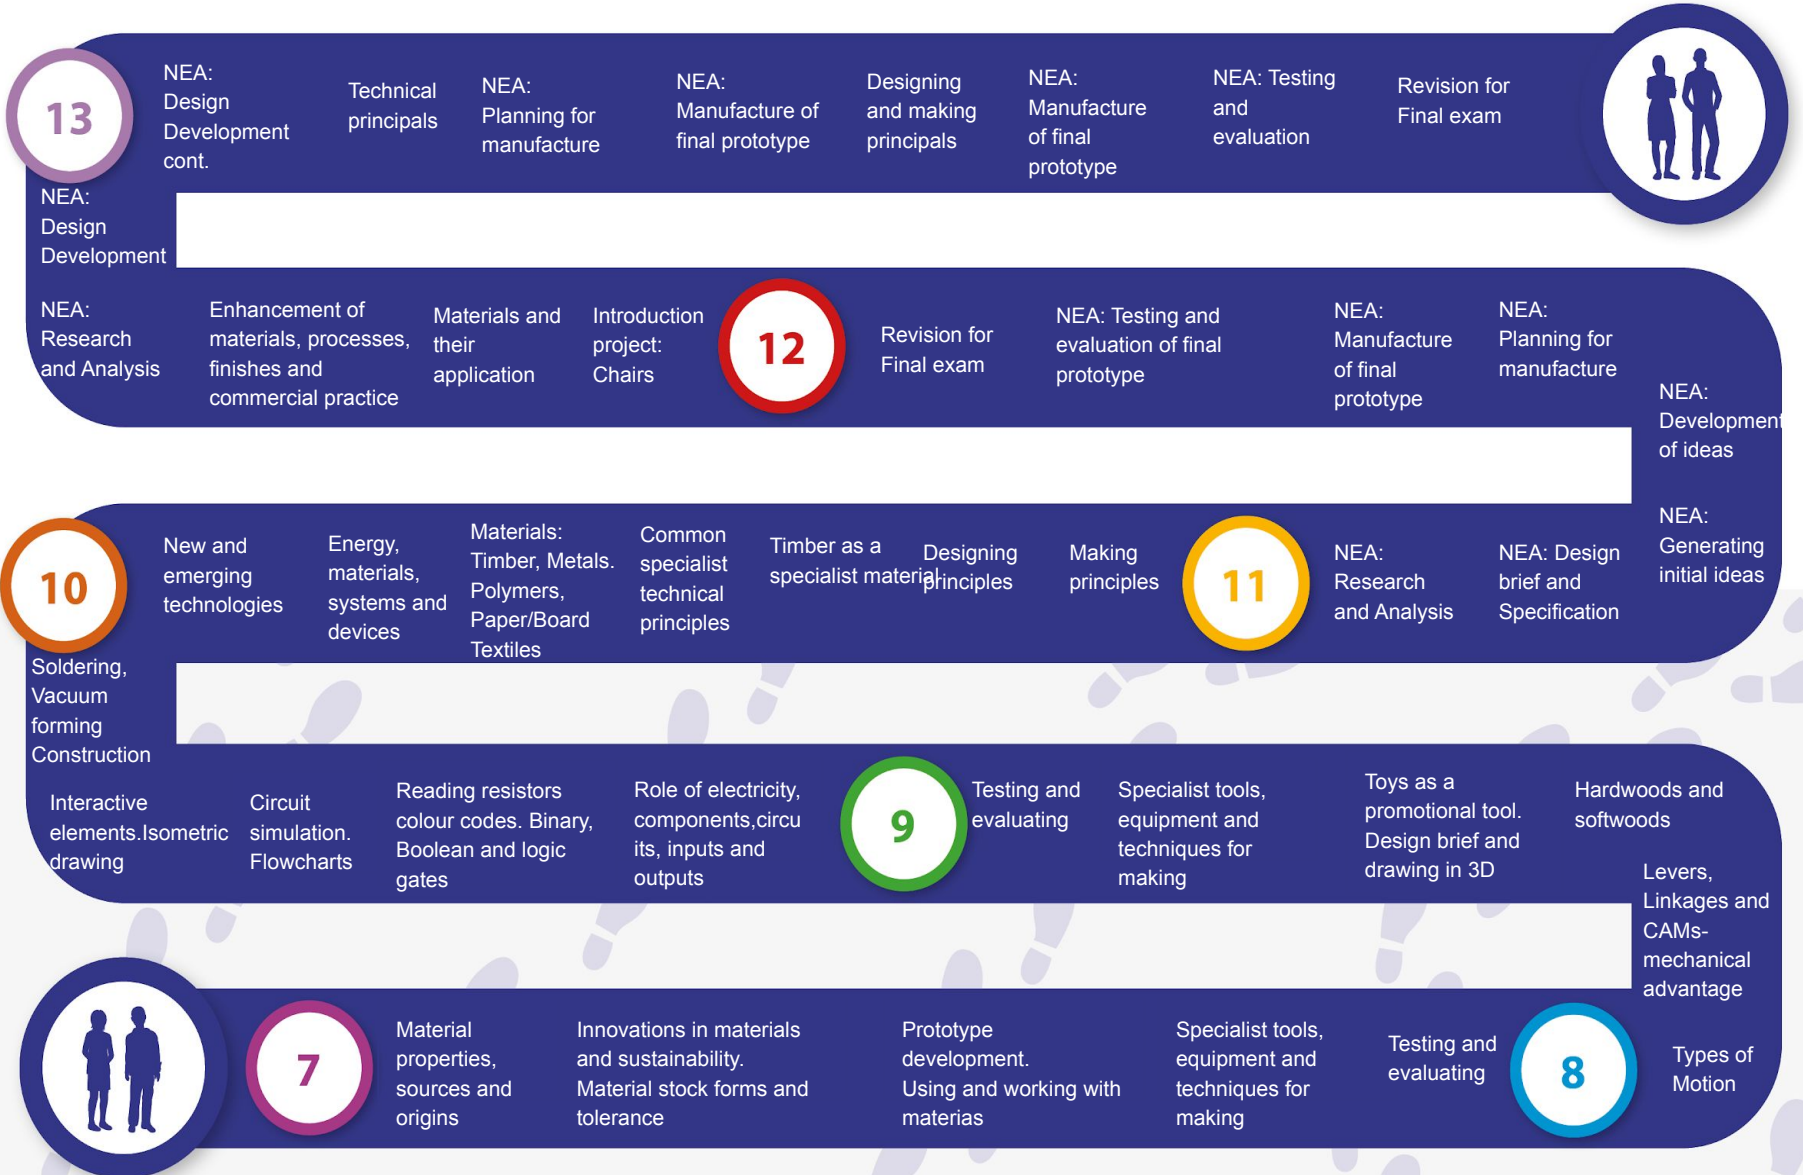 13
NEA:
Design
Development
cont.
Technical
principals
NEA:
Planning for
manufacture
NEA:
Manufacture of
final prototype
Designing
and making
principals
NEA:
Manufacture
of final
prototype
NEA: Testing
and
evaluation
Revision for
Final exam
NEA:
Design
Development
NEA:
Research
and Analysis
Enhancement of
materials, processes,
finishes and
commercial practice
Materials and
their
application
Introduction
project:
Chairs
12
Revision for
Final exam
NEA: Testing and
evaluation of final
prototype
NEA:
Manufacture
of final
prototype
NEA:
Planning for
manufacture
NEA:
Development
of ideas
10
New and
emerging
technologies
Energy,
materials,
systems and
devices
Materials:
Timber, Metals.
Polymers,
Paper/Board
Textiles
Common
specialist
technical
principles
Timber as a
specialist material
Designing
principles
Making
principles
11
NEA:
Research
and Analysis
NEA: Design
brief and
Specification
NEA:
Generating
initial ideas
Soldering,
Vacuum
forming
Construction
Interactive
elements.Isometric
drawing
Circuit
simulation.
Flowcharts
Reading resistors
colour codes. Binary,
Boolean and logic
gates
Role of electricity,
components,circu
its, inputs and
outputs
9
Testing and
evaluating
Specialist tools,
equipment and
techniques for
making
Toys as a
promotional tool.
Design brief and
drawing in 3D
Hardwoods and
softwoods
Levers,
Linkages and
CAMs-
mechanical
advantage
7
Material
properties,
sources and
origins
Innovations in materials
and sustainability.
Material stock forms and
tolerance
Prototype
development.
Using and working with
materias
Specialist tools,
equipment and
techniques for
making
Testing and
evaluating
8
Types of
Motion